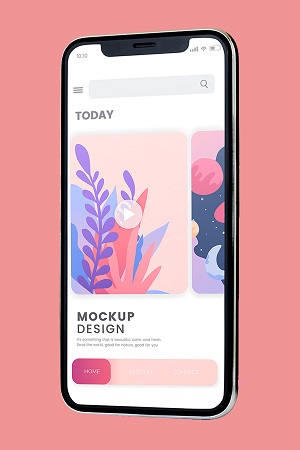 10:10
TODAY
MOCKUP
DESIGN
It's something that is beautiful, calm, and fresh.
Save the world, good for nature, good for you
HOME
CONTACT